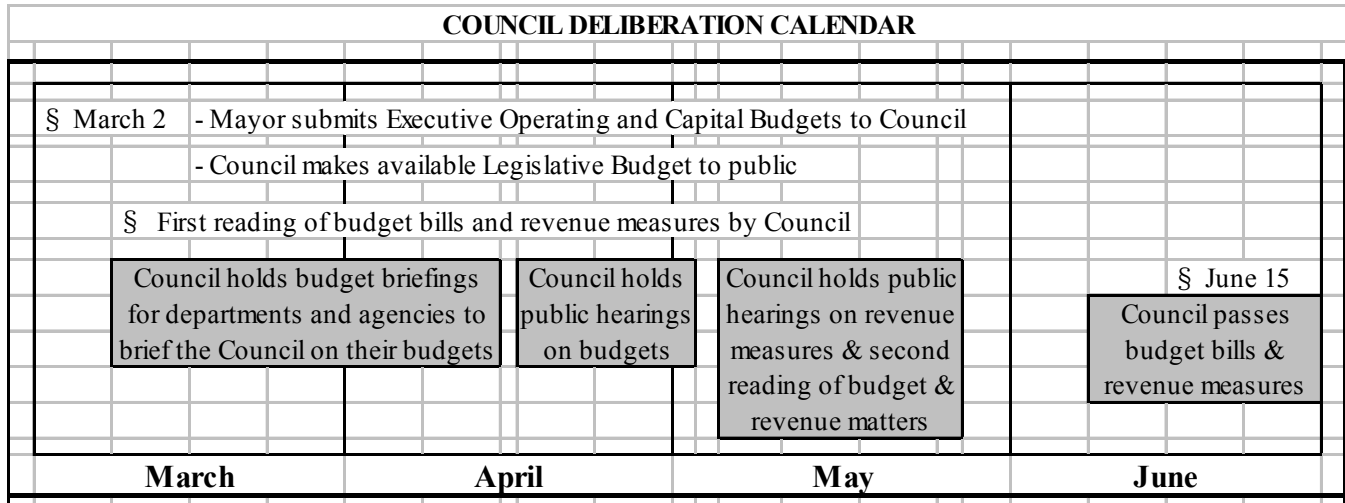 COUNCIL DELIBERATION CALENDAR
§ March 2 - Mayor submits Executive Operating and Capital Budgets to Council
- Council makes available Legislative Budget to public
§ First reading of budget bills and revenue measures by Council
Council holds budget briefings
for departments and agencies to
brief the Council on their budgets
Council holds
public hearings
on budgets
Council holds public
hearings on revenue
measures & second
reading of budget &
revenue matters
§ June 15
Council passes
budget bills &
revenue measures
March April May June